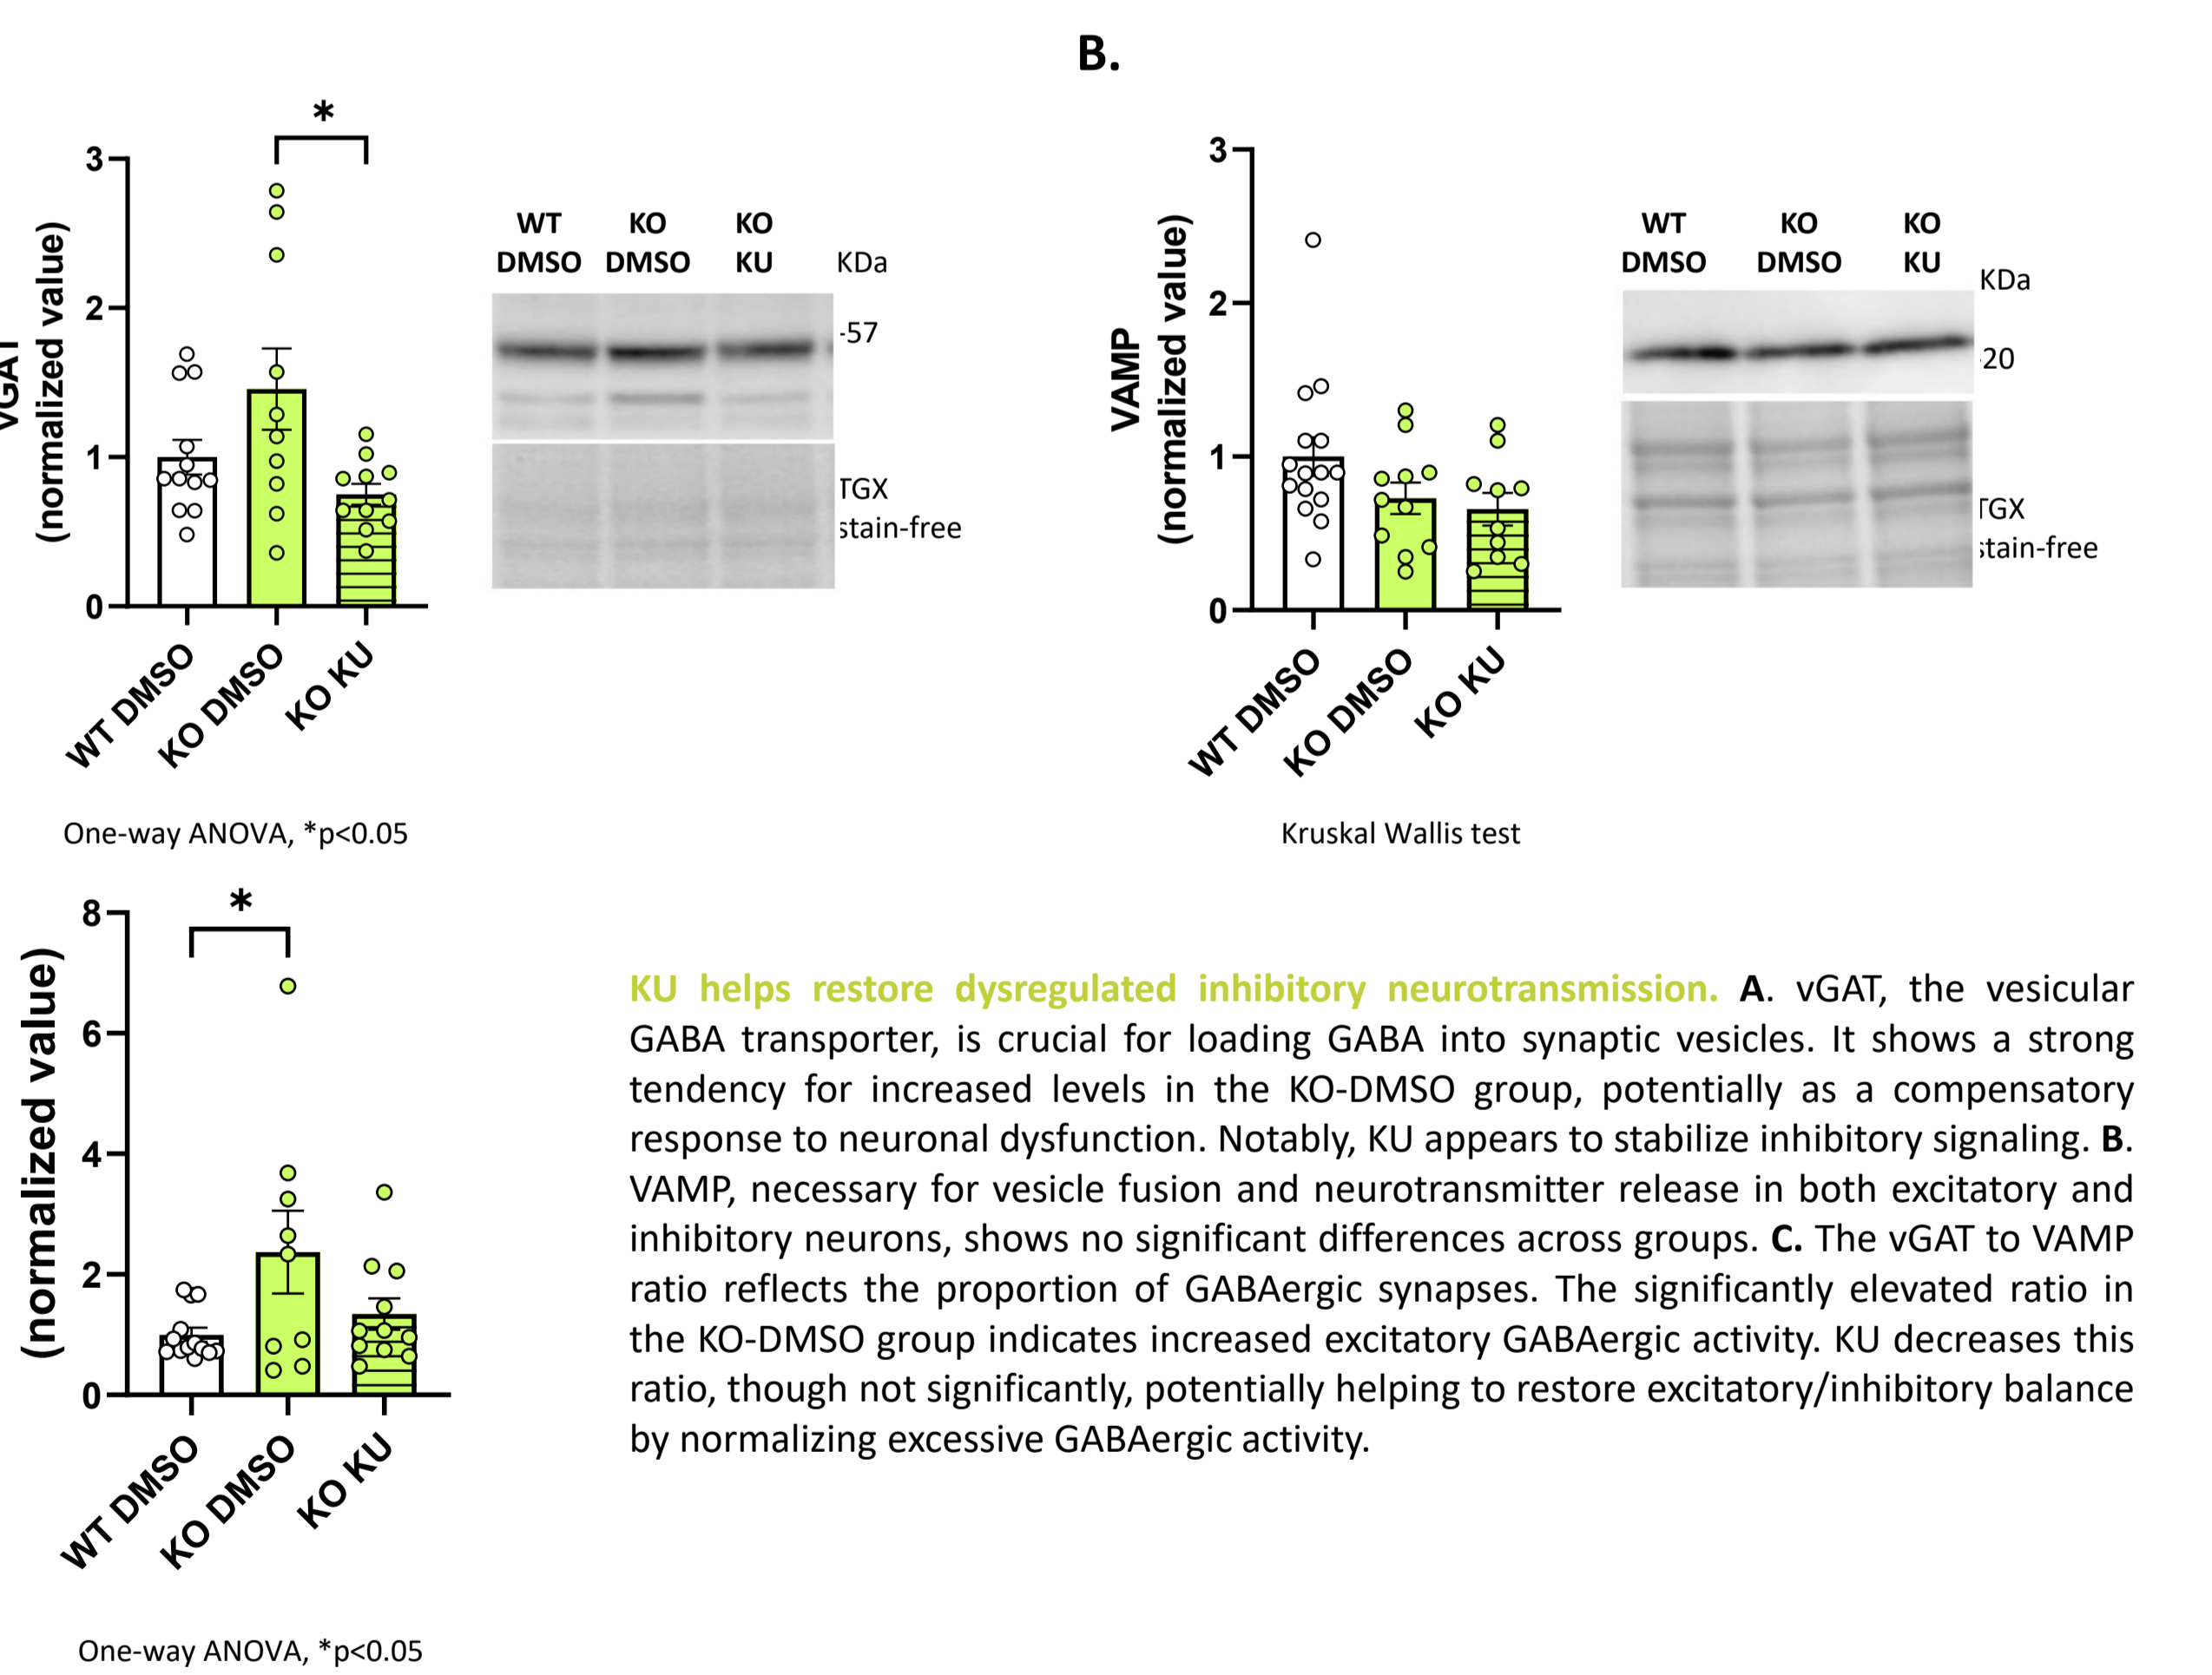 B.
*
3
2
1
0
vGAT
(normalized value)
WT DMSO
KO DMSO
KO KU
WT
DMSO
KO
DMSO
KO
KU
KDa
-57
TGX
stain-free
One-way ANOVA, *p<0.05
3
2
1
0
VAMP
(normalized value)
WT DMSO
KO DMSO
KO KU
WT
DMSO
KO
DMSO
KO
KU
KDa
-20
TGX
stain-free
Kruskal Wallis test
*
8
6
4
2
0
(normalized value)
WT DMSO
KO DMSO
KO KU
One-way ANOVA, *p<0.05
KU helps restore dysregulated inhibitory neurotransmission. A. vGAT, the vesicular
GABA transporter, is crucial for loading GABA into synaptic vesicles. It shows a strong
tendency for increased levels in the KO-DMSO group, potentially as a compensatory
response to neuronal dysfunction. Notably, KU appears to stabilize inhibitory signaling. B.
VAMP, necessary for vesicle fusion and neurotransmitter release in both excitatory and
inhibitory neurons, shows no significant differences across groups. C. The vGAT to VAMP
ratio reflects the proportion of GABAergic synapses. The significantly elevated ratio in
the KO-DMSO group indicates increased excitatory GABAergic activity. KU decreases this
ratio, though not significantly, potentially helping to restore excitatory/inhibitory balance
by normalizing excessive GABAergic activity.